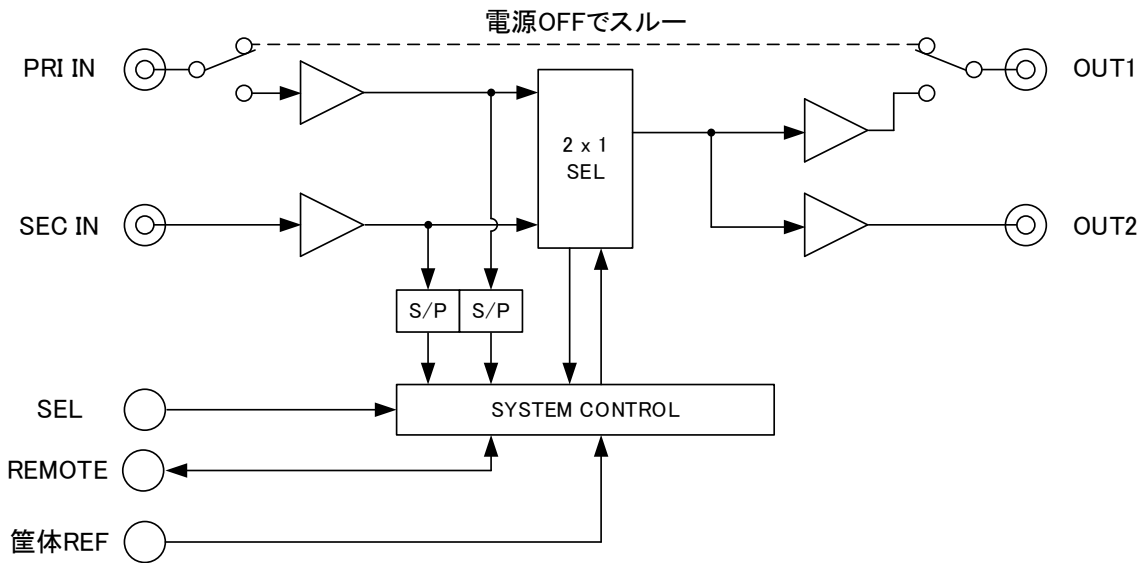 電源OFFでスルー
PRI IN
OUT1
2 x 1
SEL
SEC IN
OUT2
S/P
S/P
SEL
SYSTEM CONTROL
REMOTE
筐体REF